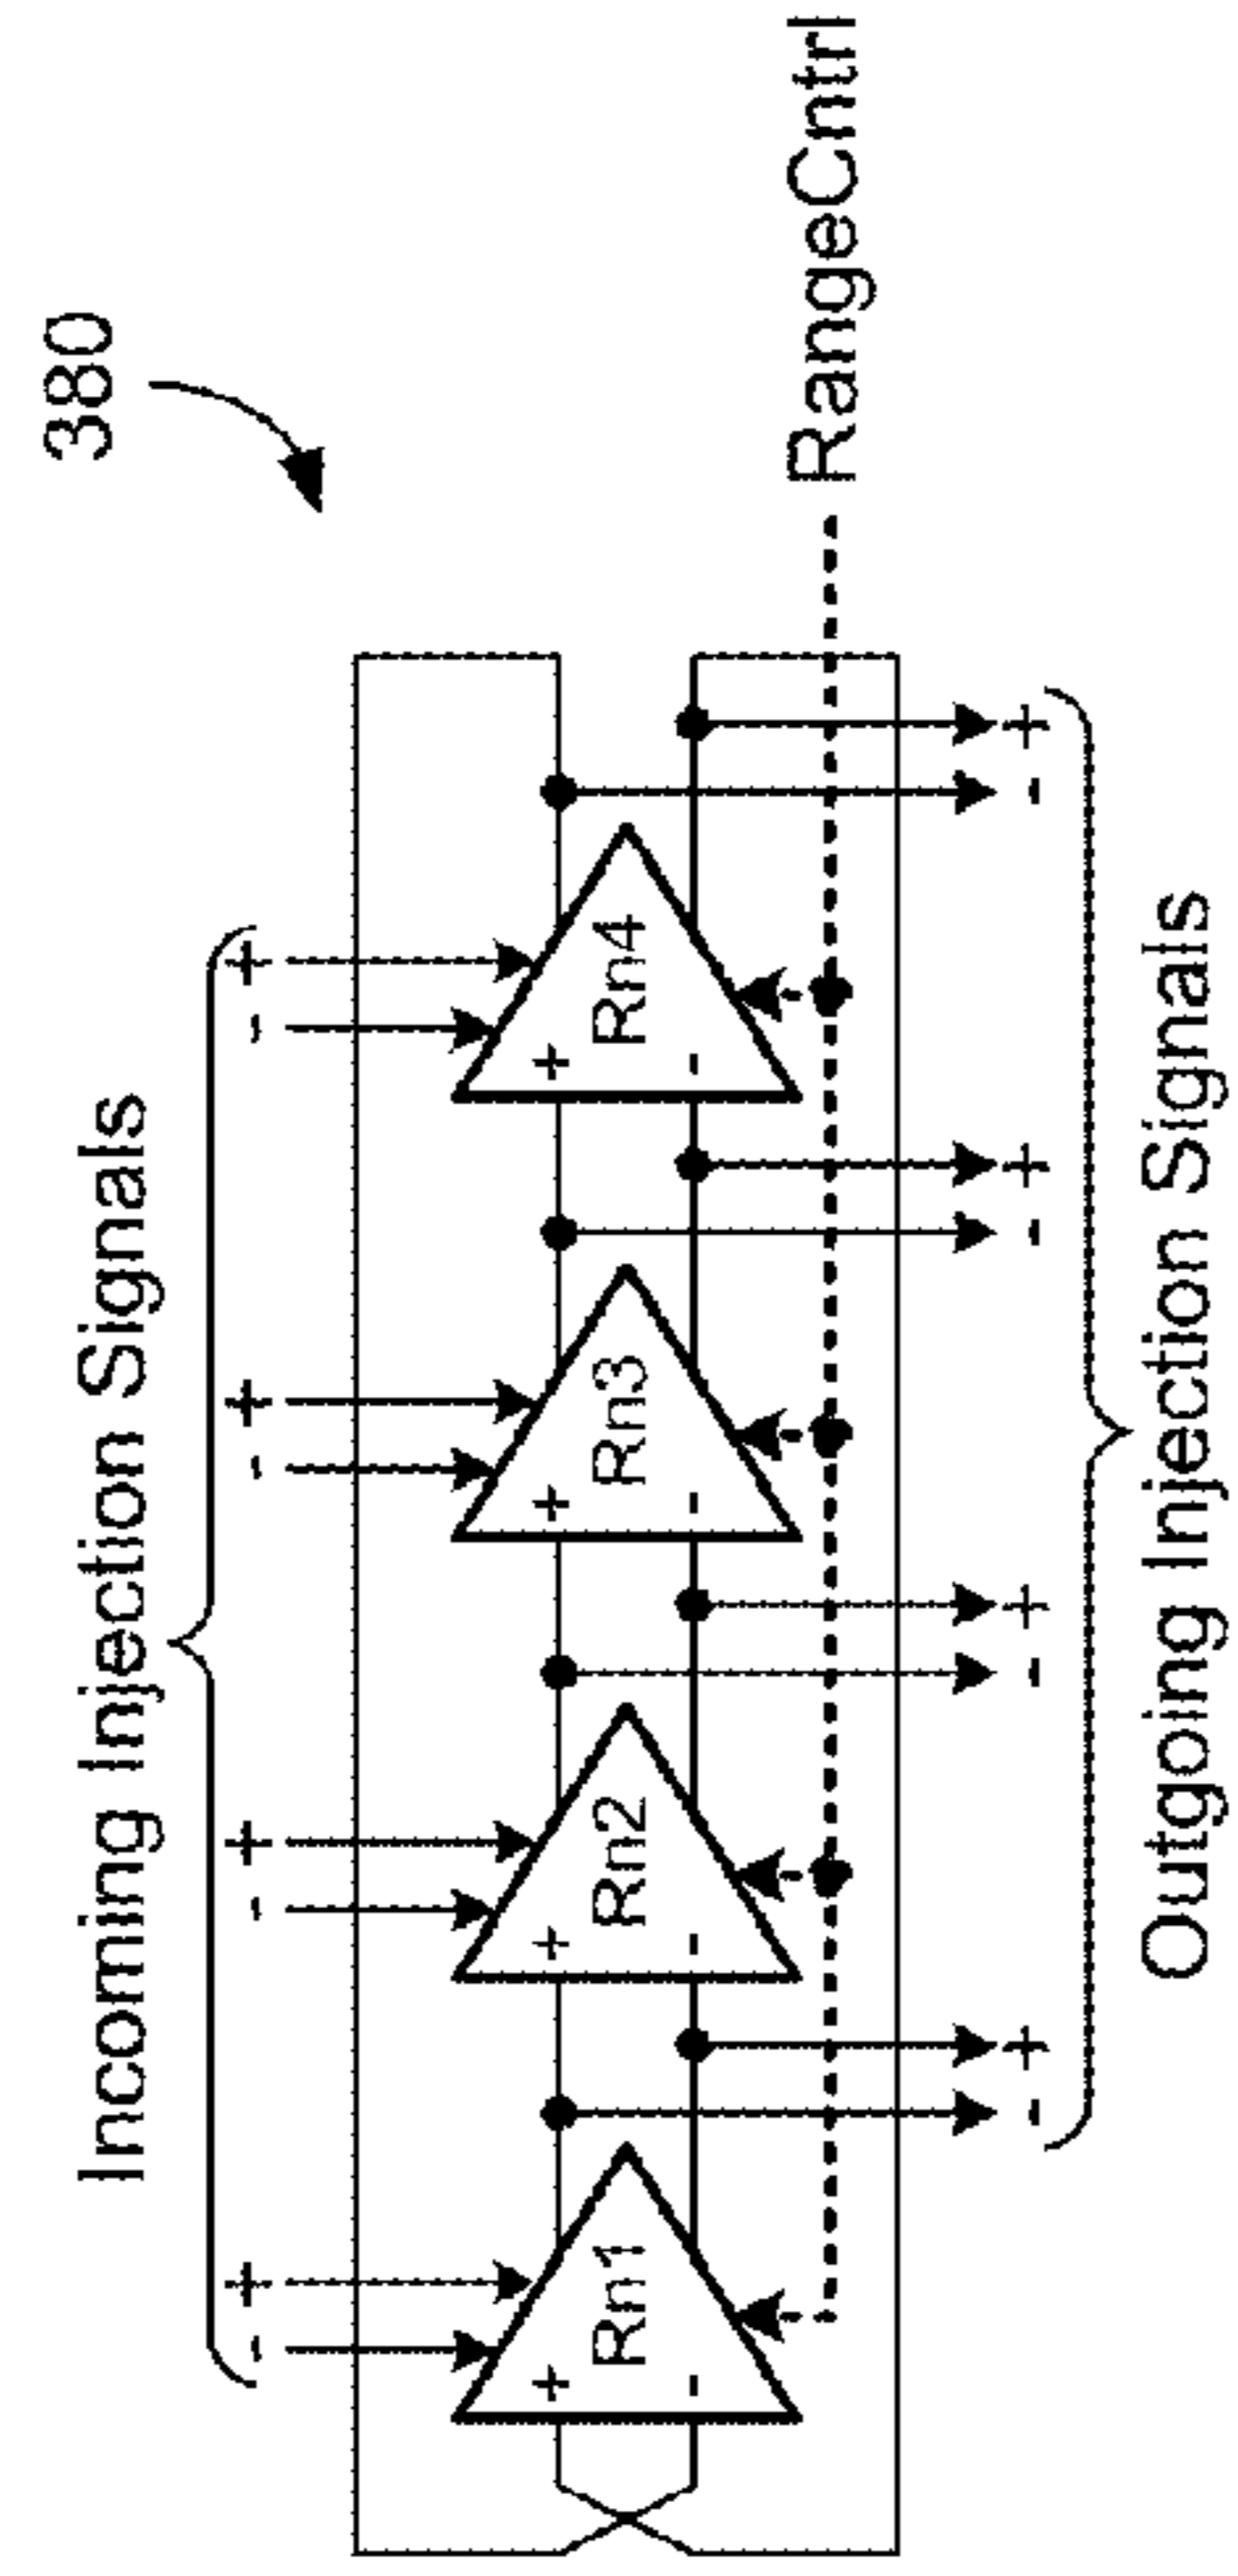 380
Incoming Injection Signals
- + - + - + - +
+ + + +
Rn1 Rn2 Rn3 Rn4
- - - -
RangeCntrl
- + - + - + - +
Outgoing Injection Signals